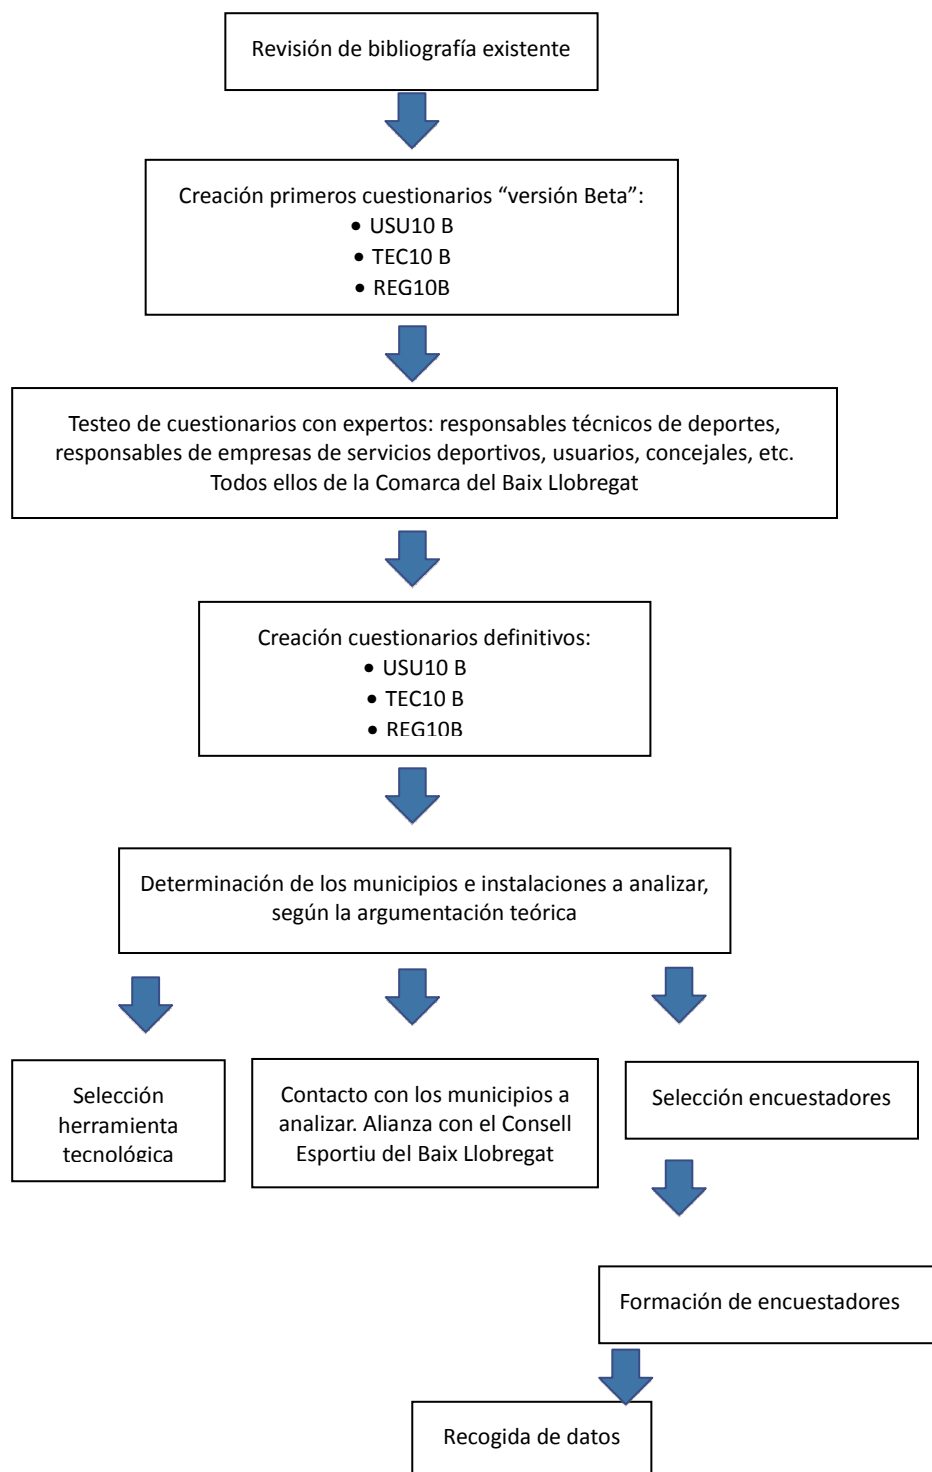 Revisión de bibliografía existente
Creación primeros cuestionarios “versión Beta”:
• USU10 B
• TEC10 B
• REG10B
Testeo de cuestionarios con expertos: responsables técnicos de deportes,
responsables de empresas de servicios deportivos, usuarios, concejales, etc.
Todos ellos de la Comarca del Baix Llobregat
Creación cuestionarios definitivos:
• USU10 B
• TEC10 B
• REG10B
Determinación de los municipios e instalaciones a analizar,
según la argumentación teórica
Selección
herramienta
tecnológica
Contacto con los municipios a
analizar. Alianza con el Consell
Esportiu del Baix Llobregat
Selección encuestadores
Formación de encuestadores
Recogida de datos